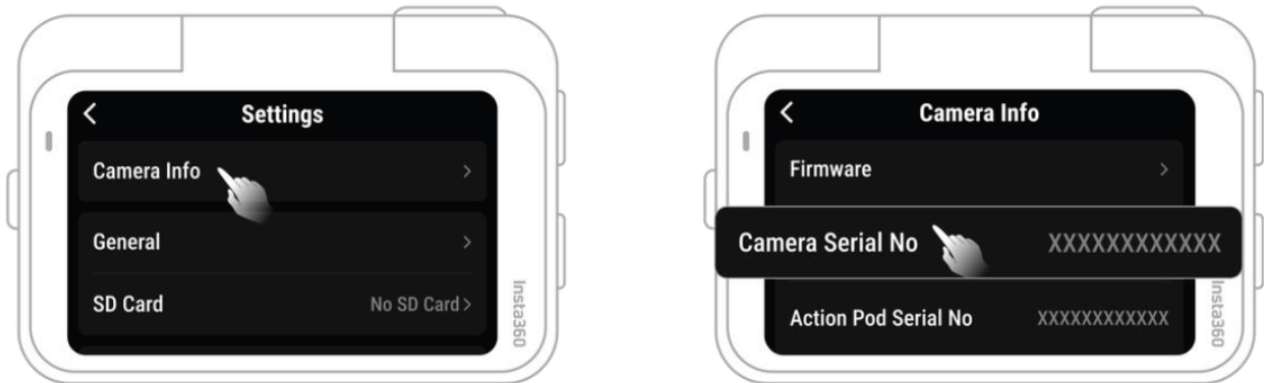 Settings
Camera Info
General
SD Card No SD Card
Insta360
Camera Info
Firmware
Camera Serial No XXXXXXXXXXXX
Action Pod Serial No XXXXXXXXXXXX
Insta360